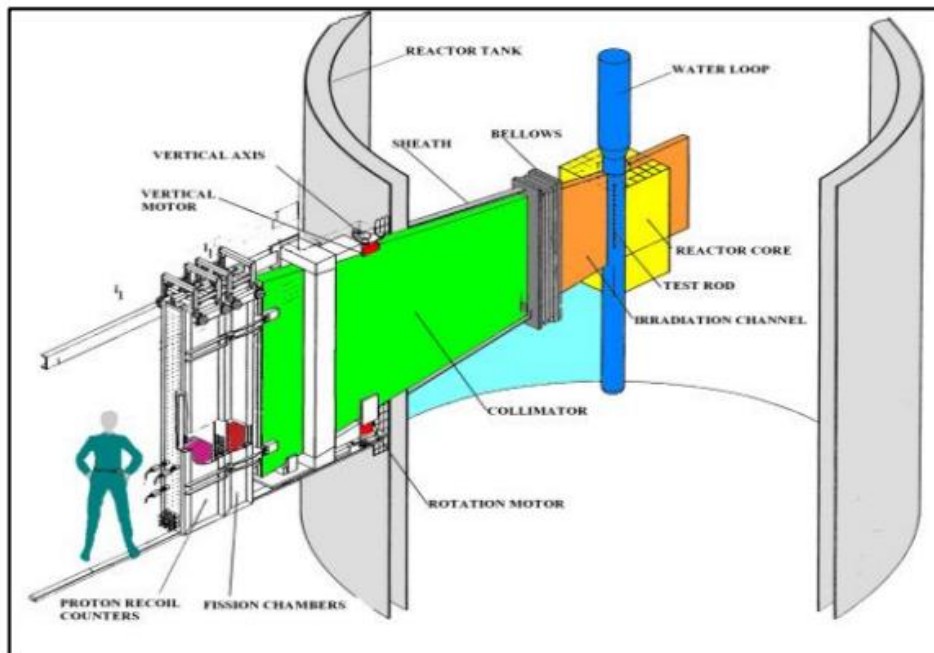 REACTOR TANK
WATER LOOP
BELLOWS
SHEATH
VERTICAL AXIS
VERTICAL
MOTOR
REACTOR CORE
TEST ROD
IRRADIATION CHANNEL
COLLIMATOR
ROTATION MOTOR
PROTON RECOIL
COUNTERS
FISSION CHAMBERS